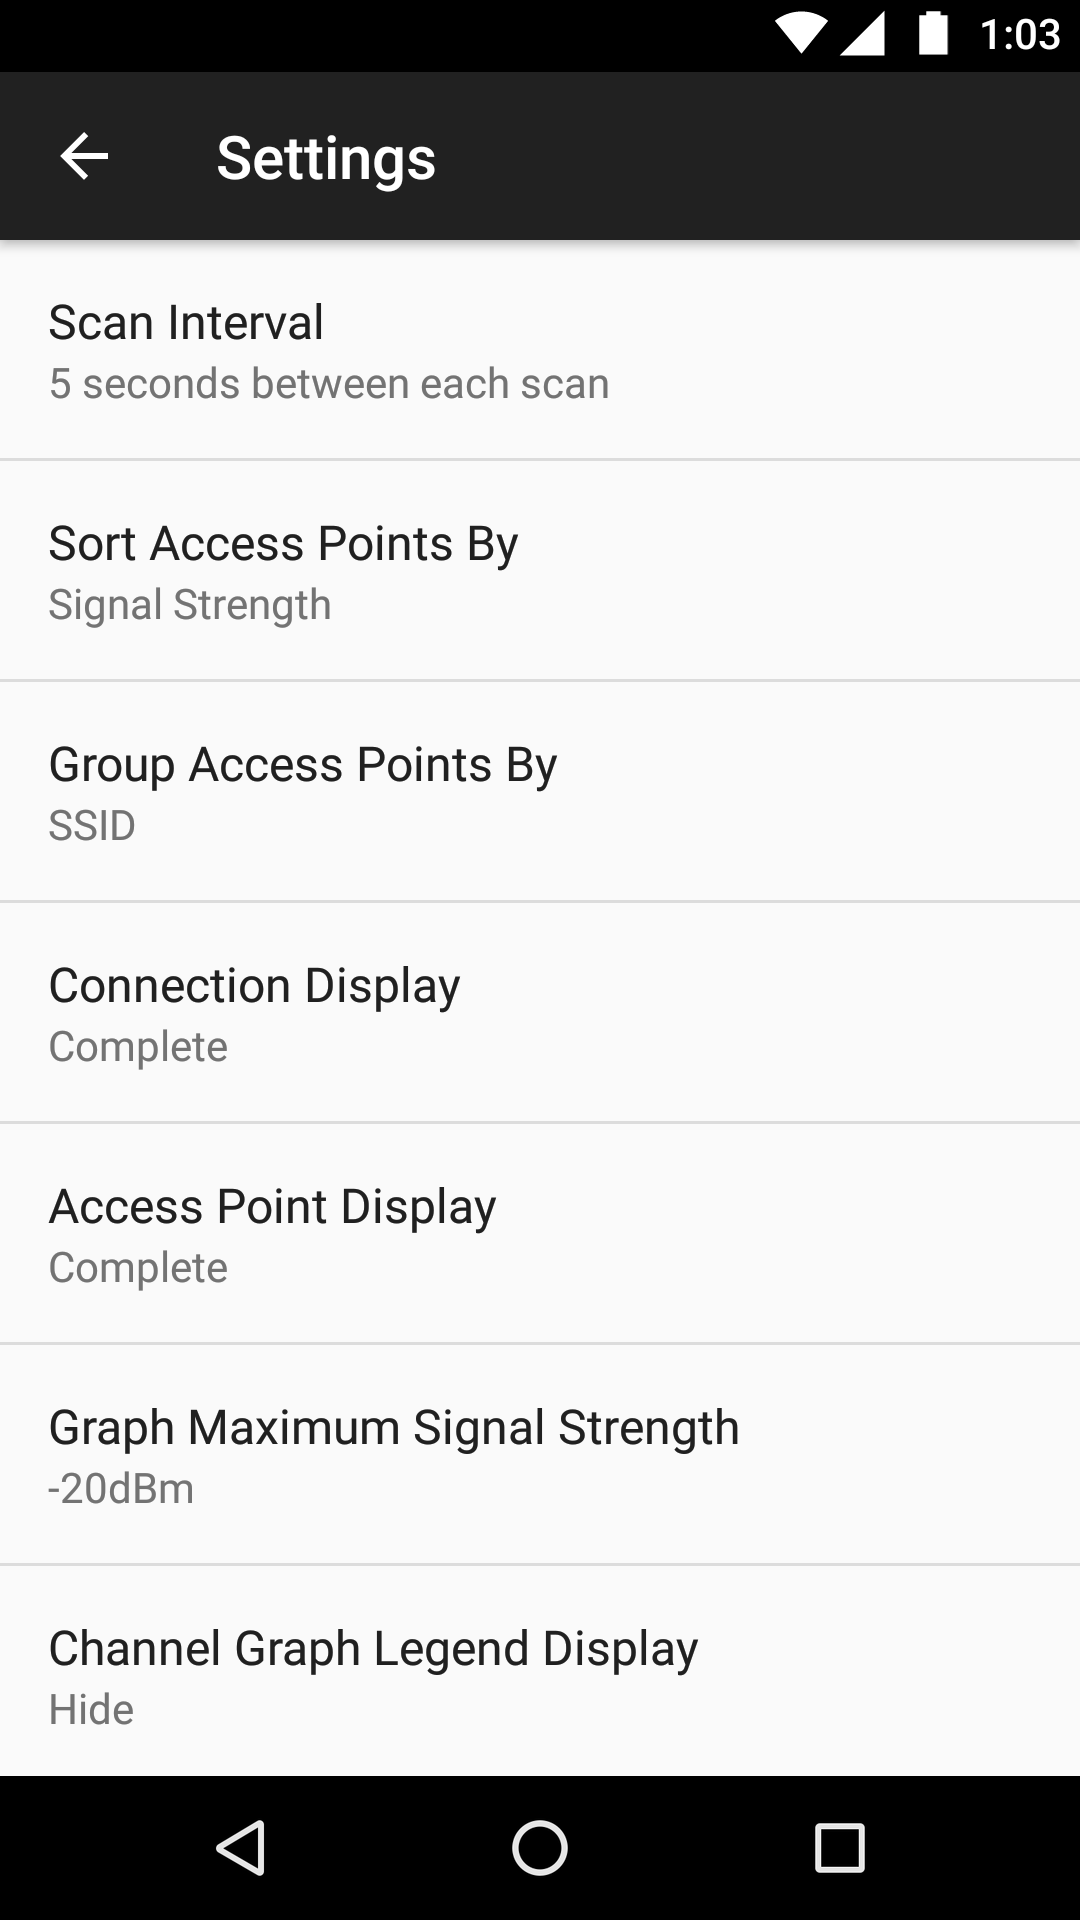 1:03
Settings
Scan Interval
5 seconds between each scan
Sort Access Points By
Signal Strength
Group Access Points By
SSID
Connection Display
Complete
Access Point Display
Complete
Graph Maximum Signal Strength
-20dBm
Channel Graph Legend Display
Hide